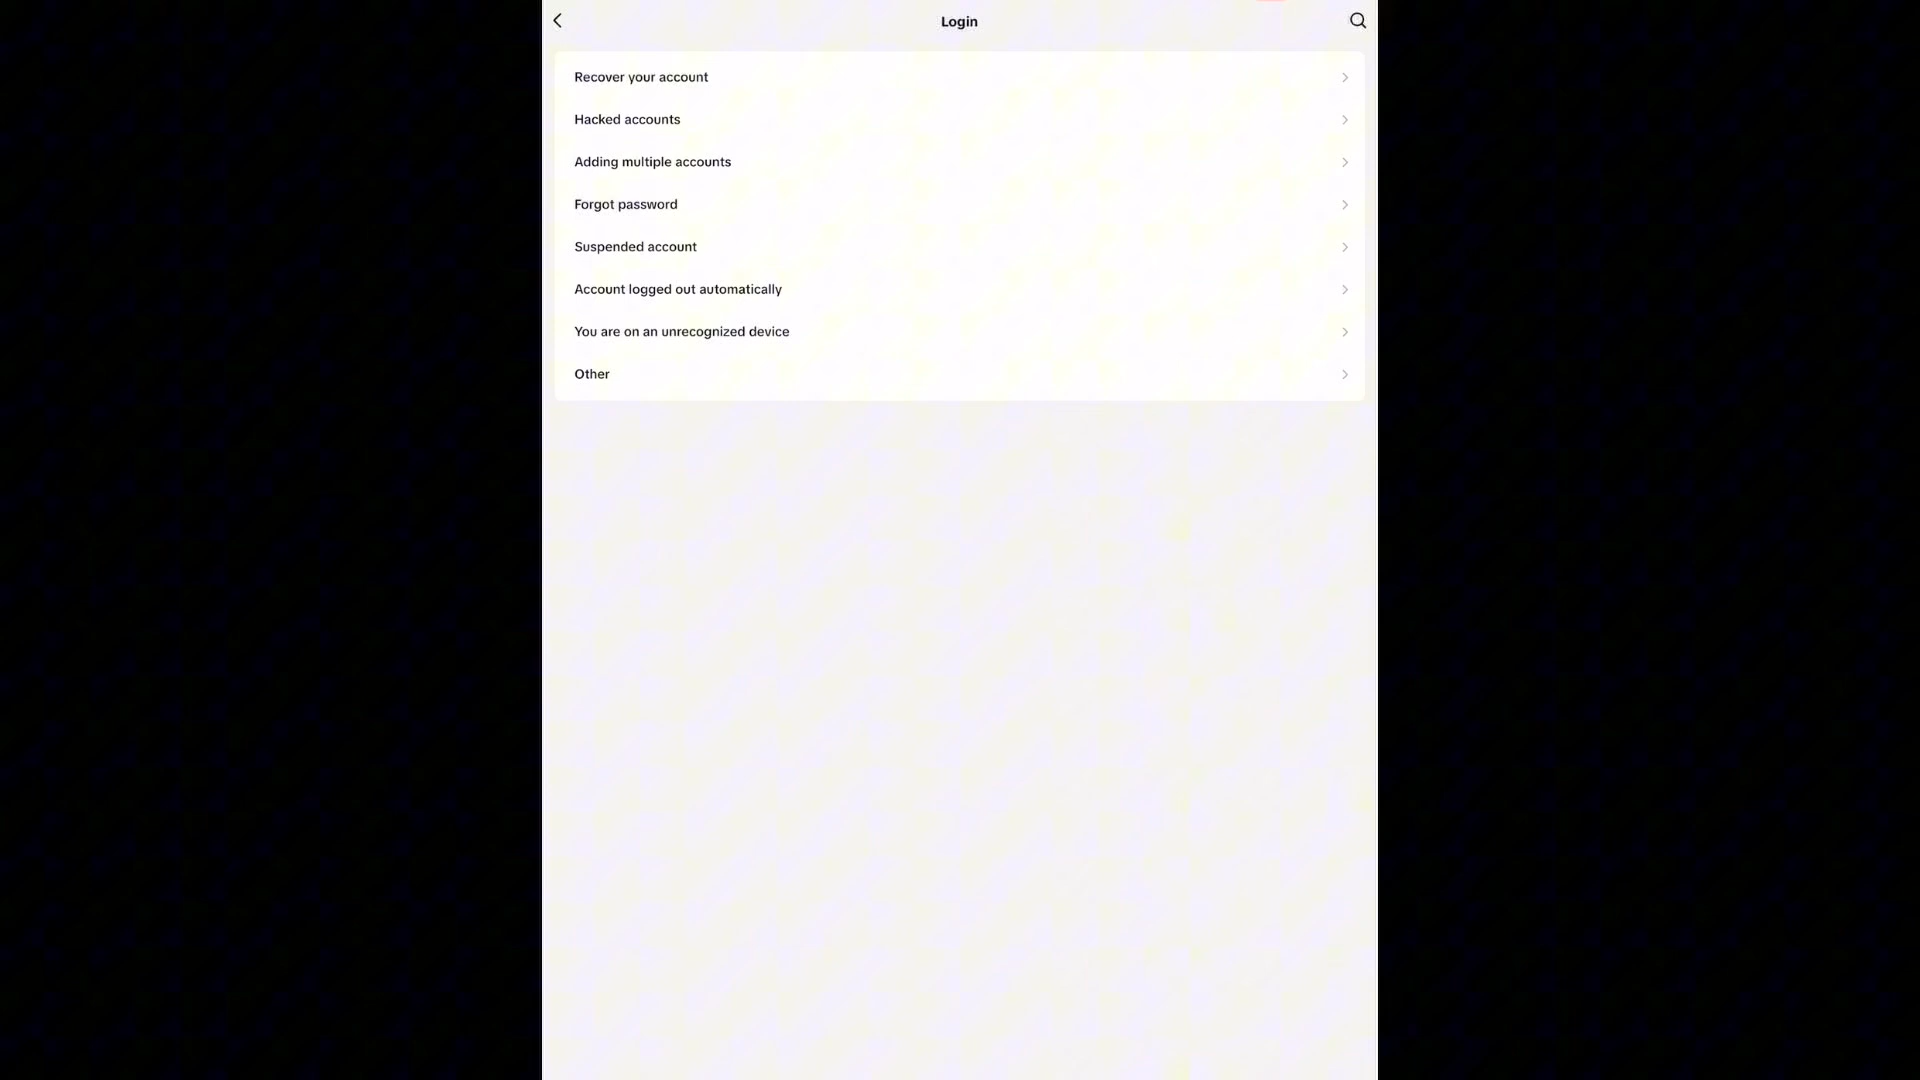 Login
Recover your account
Hacked accounts
Adding multiple accounts
Forgot password
Suspended account
Account logged out automatically
You are on an unrecognized device
Other